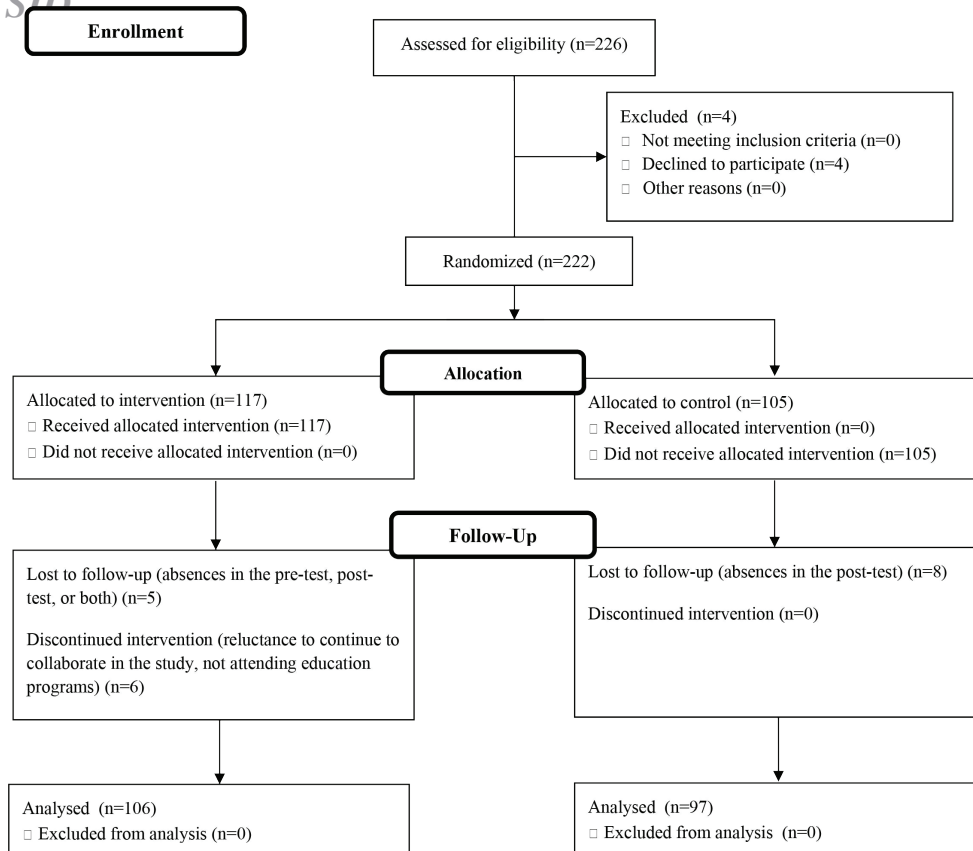 Enrollment
Assessed for eligibility (n=226)
Excluded (n=4)
□ Not meeting inclusion criteria (n=0)
□ Declined to participate (n=4)
□ Other reasons (n=0)
Randomized (n=222)
Allocation
Allocated to intervention (n=117)
□ Received allocated intervention (n=117)
□ Did not receive allocated intervention (n=0)
Allocated to control (n=105)
□ Received allocated intervention (n=0)
□ Did not receive allocated intervention (n=105)
Follow-Up
Lost to follow-up (absences in the pre-test, post-
test, or both) (n=5)
Discontinued intervention (reluctance to continue to
collaborate in the study, not attending education
programs) (n=6)
Lost to follow-up (absences in the post-test) (n=8)
Discontinued intervention (n=0)
Analysed (n=106)
□ Excluded from analysis (n=0)
Analysed (n=97)
□ Excluded from analysis (n=0)